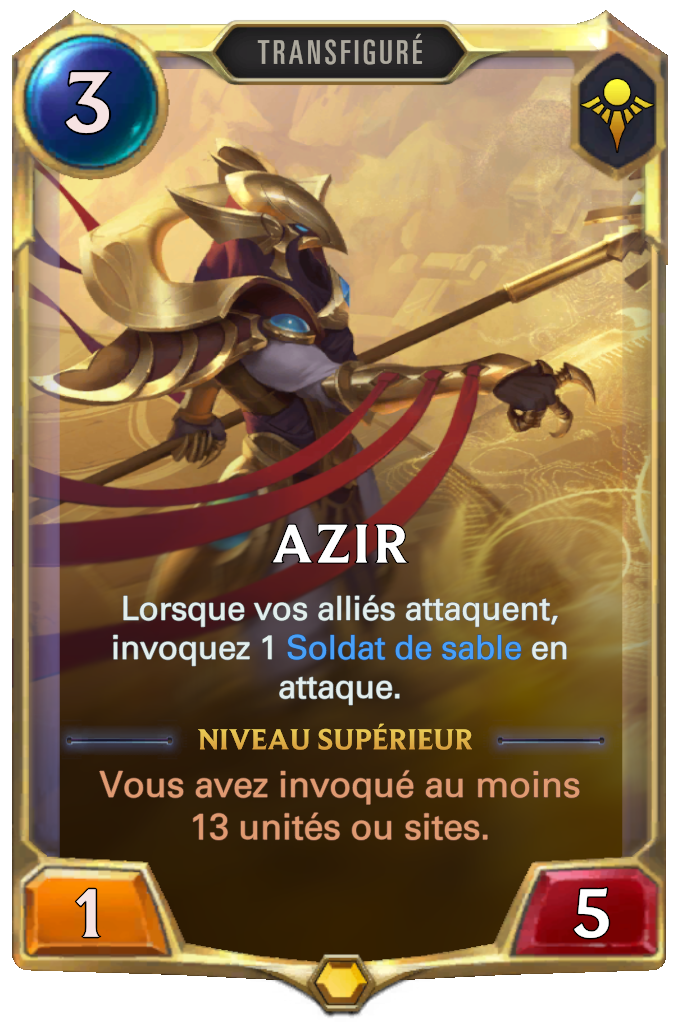 3
TRANSFIGURÉ
AZIR
Lorsque vos alliés attaquent,
invoquez 1 Soldat de sable en
attaque.
NIVEAU SUPÉRIEUR
Vous avez invoqué au moins
13 unités ou sites.
1
5